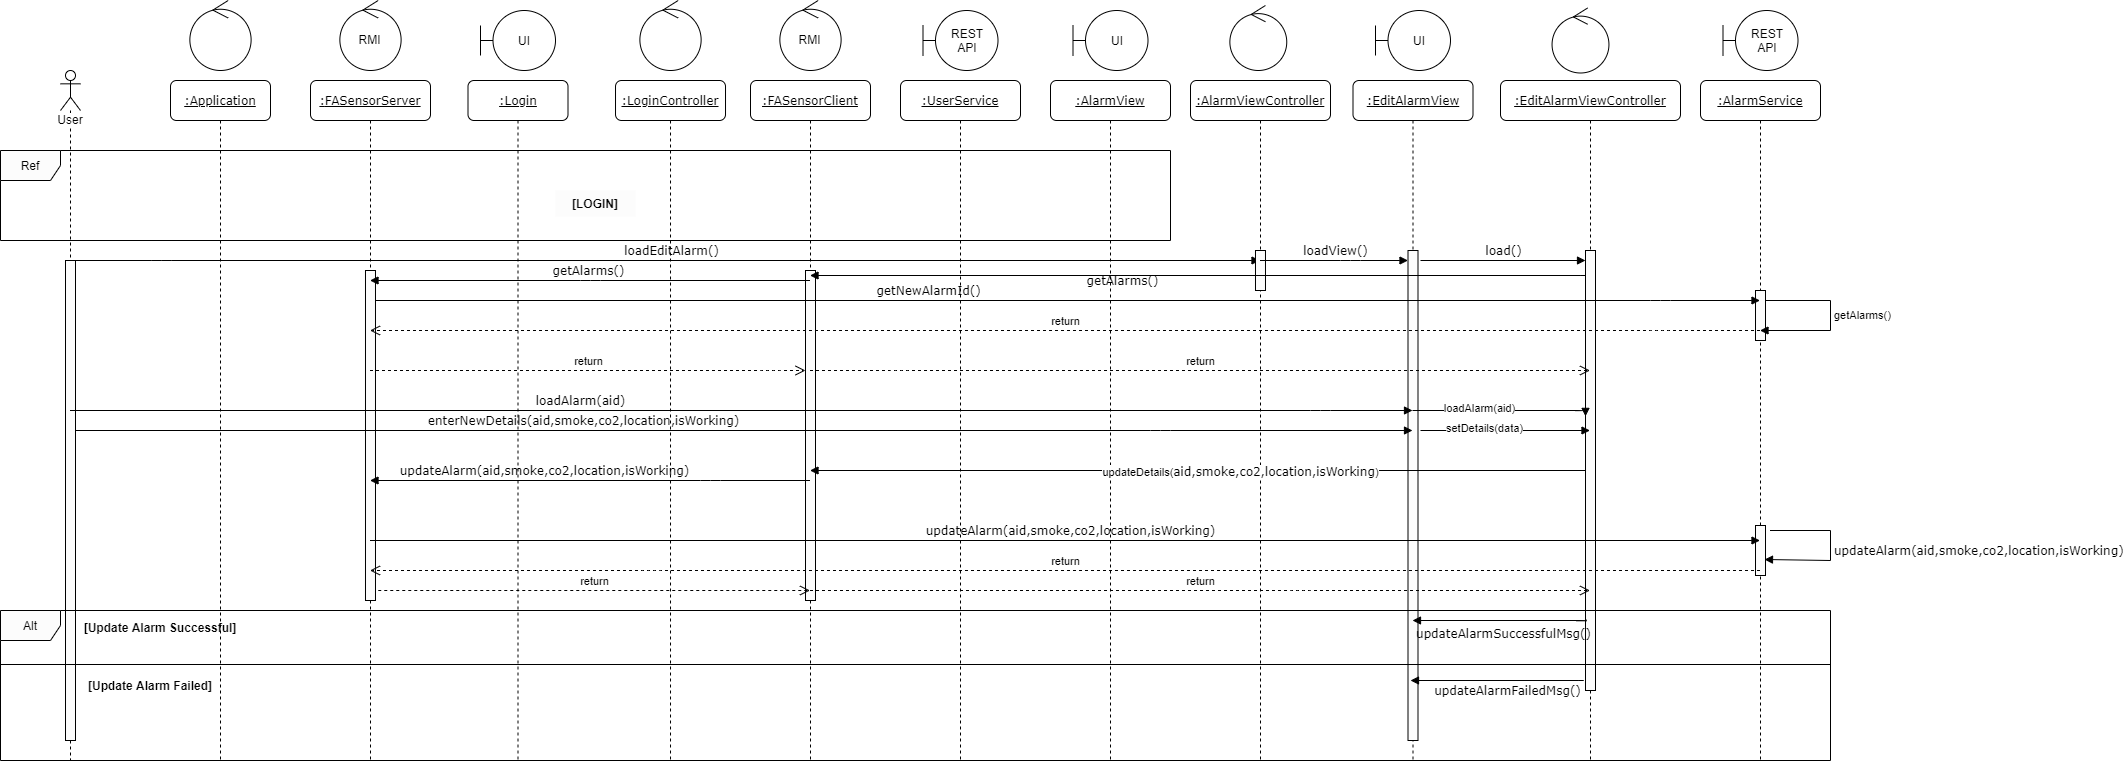 RMI
UI
RMI
REST
API
UI
UI
REST
API
User
:Application
:FASensorServer
:Login
:LoginController
:FASensorClient
:UserService
:AlarmView
:AlarmViewController
:EditAlarmView
:EditAlarmViewController
:AlarmService
Ref
[LOGIN]
loadEditAlarm()
loadView()
load()
getAlarms()
getAlarms()
getNewAlarmId()
getAlarms()
return
return
return
loadAlarm(aid)
loadAlarm(aid)
enterNewDetails(aid,smoke,co2,location,isWorking)
setDetails(data)
updateAlarm(aid,smoke,co2,location,isWorking)
updateDetails(aid,smoke,co2,location,isWorking)
updateAlarm(aid,smoke,co2,location,isWorking)
updateAlarm(aid,smoke,co2,location,isWorking)
return
return
return
Alt
[Update Alarm Successful]
updateAlarmSuccessfulMsg()
[Update Alarm Failed]
updateAlarmFailedMsg()